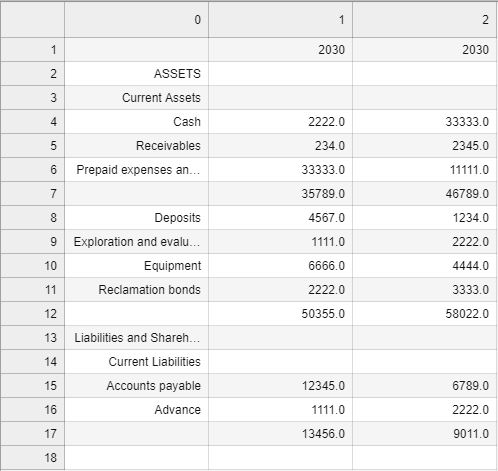 0 1 2
1 2030 2030
2 ASSETS
3 Current Assets
4 Cash 2222.0 33333.0
5 Receivables 234.0 2345.0
6 Prepaid expenses an... 33333.0 11111.0
7 35789.0 46789.0
8 Deposits 4567.0 1234.0
9 Exploration and evalu... 1111.0 2222.0
10 Equipment 6666.0 4444.0
11 Reclamation bonds 2222.0 3333.0
12 50355.0 58022.0
13 Liabilities and Shareh...
14 Current Liabilities
15 Accounts payable 12345.0 6789.0
16 Advance 1111.0 2222.0
17 13456.0 9011.0
18